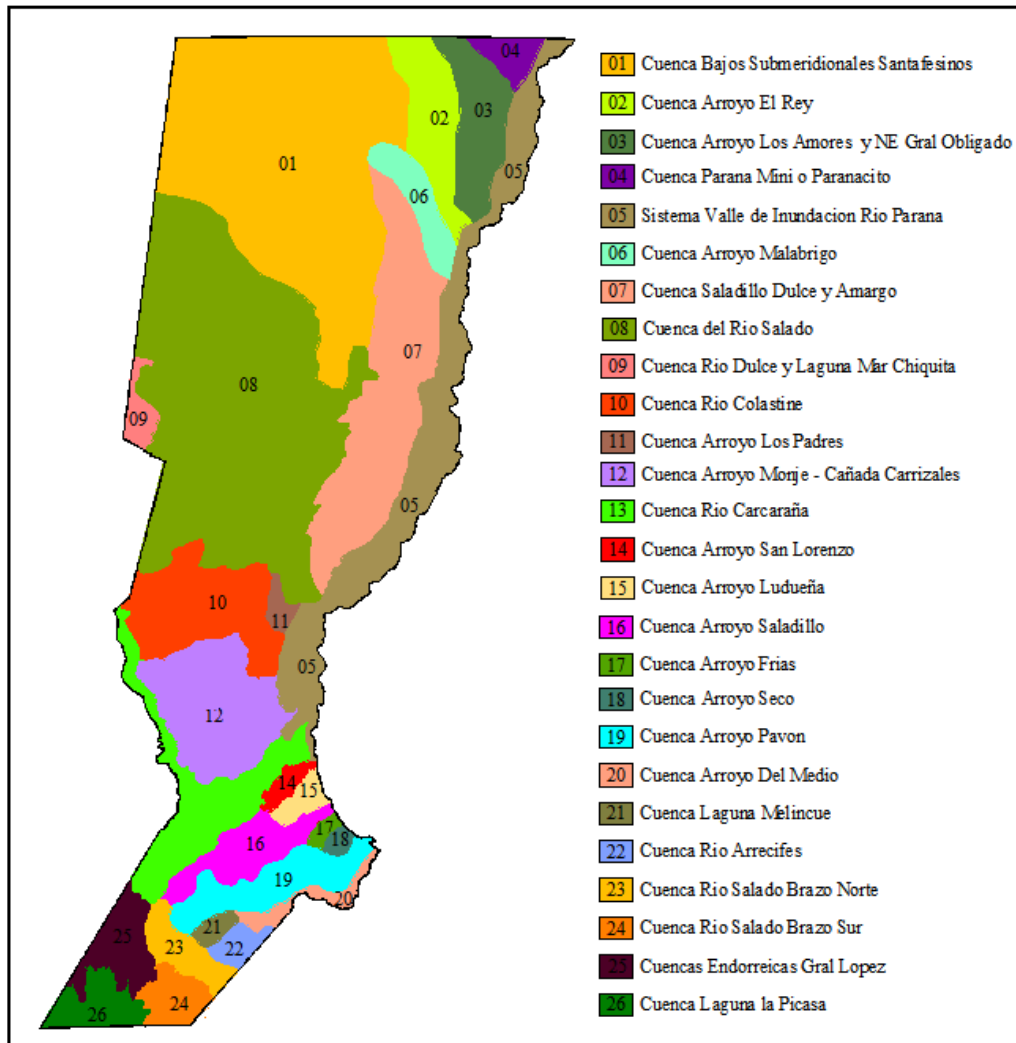 01 Cuenca Bajos Submeridionales Santafesinos
02 Cuenca Arroyo El Rey
03 Cuenca Arroyo Los Amores y NE Gral Obligado
04 Cuenca Parana Mini o Paranacito
05 Sistema Valle de Inundacion Rio Parana
06 Cuenca Arroyo Malabrigo
07 Cuenca Saladillo Dulce y Amargo
08 Cuenca del Rio Salado
09 Cuenca Rio Dulce y Laguna Mar Chiquita
10 Cuenca Rio Colastine
11 Cuenca Arroyo Los Padres
12 Cuenca Arroyo Monje - Cañada Carrizales
13 Cuenca Rio Carcaraña
14 Cuenca Arroyo San Lorenzo
15 Cuenca Arroyo Ludueña
16 Cuenca Arroyo Saladillo
17 Cuenca Arroyo Frias
18 Cuenca Arroyo Seco
19 Cuenca Arroyo Pavon
20 Cuenca Arroyo Del Medio
21 Cuenca Laguna Melincue
22 Cuenca Rio Arrecifes
23 Cuenca Rio Salado Brazo Norte
24 Cuenca Rio Salado Brazo Sur
25 Cuencas Endorreicas Gral Lopez
26 Cuenca Laguna la Picasa
04
03
02
01
05
06
07
08
09
05
10
11
05
12
14
15
17
18
16
19
20
21
22
23
25
24
26